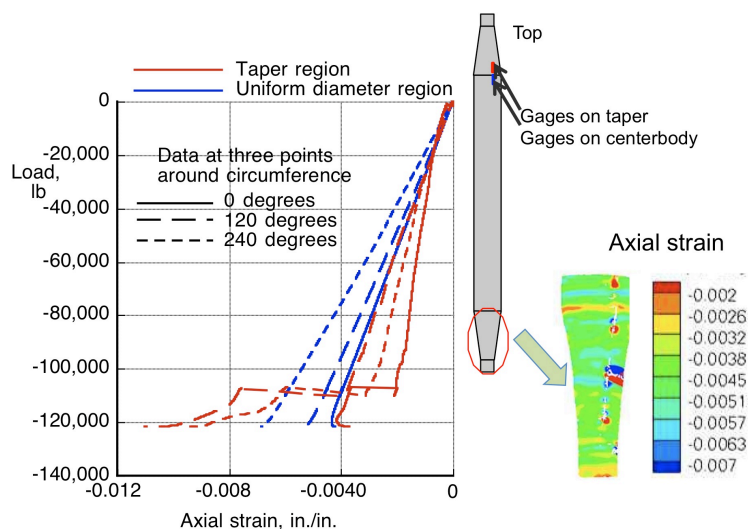 Taper region
Uniform diameter region
Top
Gages on taper
Gages on centerbody
Load,
lb
0
-20,000
-40,000
-60,000
-80,000
-100,000
-120,000
-140,000
Data at three points
around circumference
0 degrees
120 degrees
240 degrees
-0.012
-0.008
-0.0040
0
Axial strain, in./in.
Axial strain
-0.002
-0.0026
-0.0032
-0.0038
-0.0045
-0.0051
-0.0057
-0.0063
-0.007